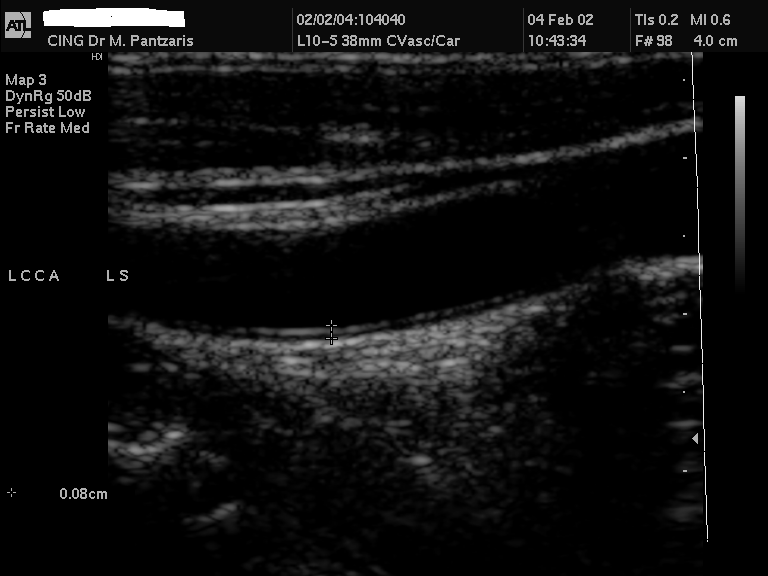 ATL
CING Dr M. Pantzaris
02/02/04:104040
L10-5 38mm CVasc/Car
04 Feb 02
10:43:34
TIs 0.2 MI 0.6
F# 98 4.0 cm
HDI
Map 3
DynRg 50dB
Persist Low
Fr Rate Med
LCCA LS
0.08cm